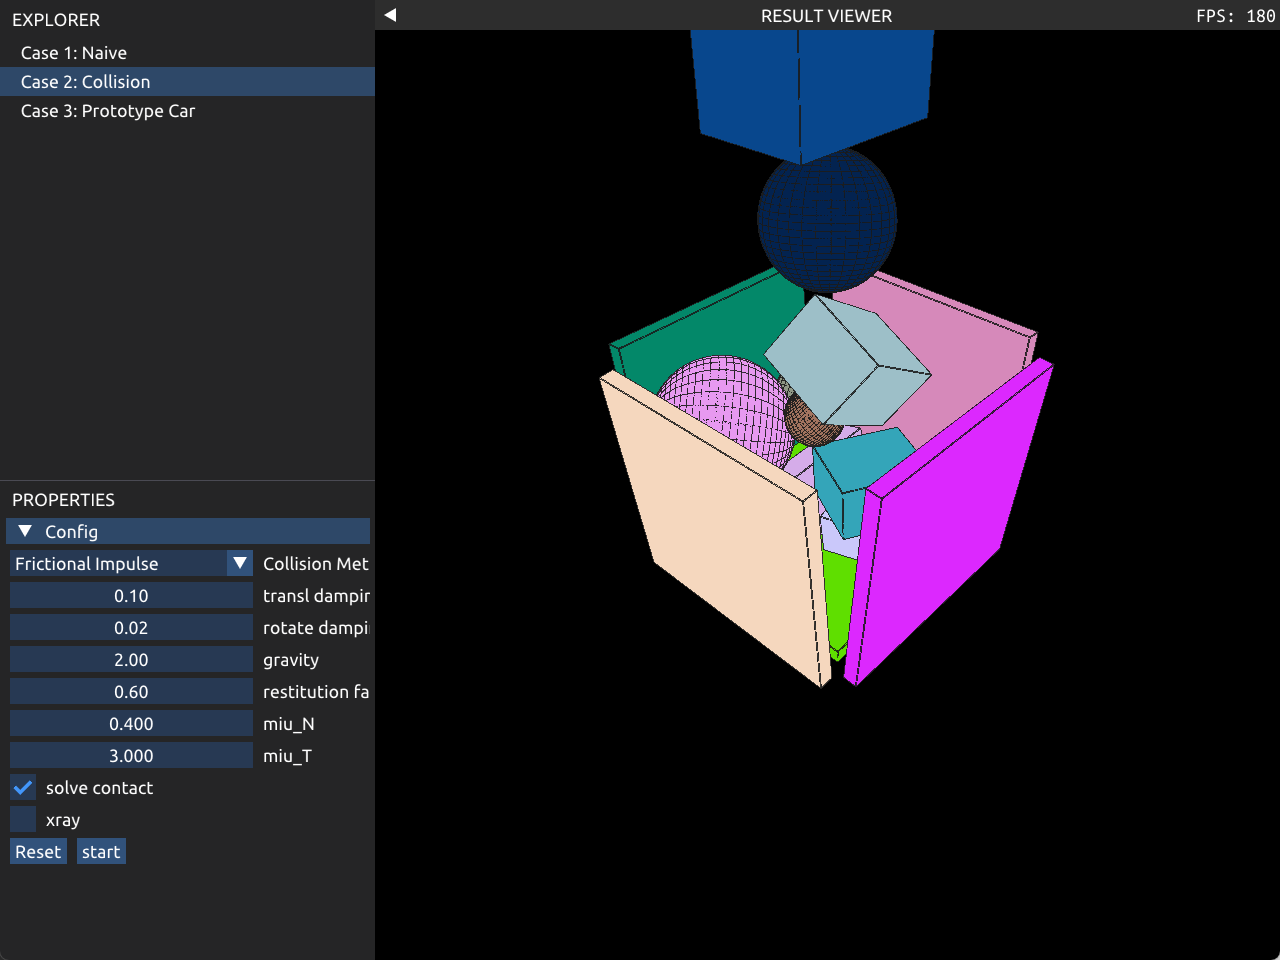 EXPLORER
Case 1: Naive
Case 2: Collision
Case 3: Prototype Car
PROPERTIES
Config
Frictional Impulse Collision Met
0.10 transl dampin
0.02 rotate dampi
2.00 gravity
0.60 restitution fa
0.400 miu_N
3.000 miu_T
solve contact
xray
Reset start
RESULT VIEWER
FPS: 180